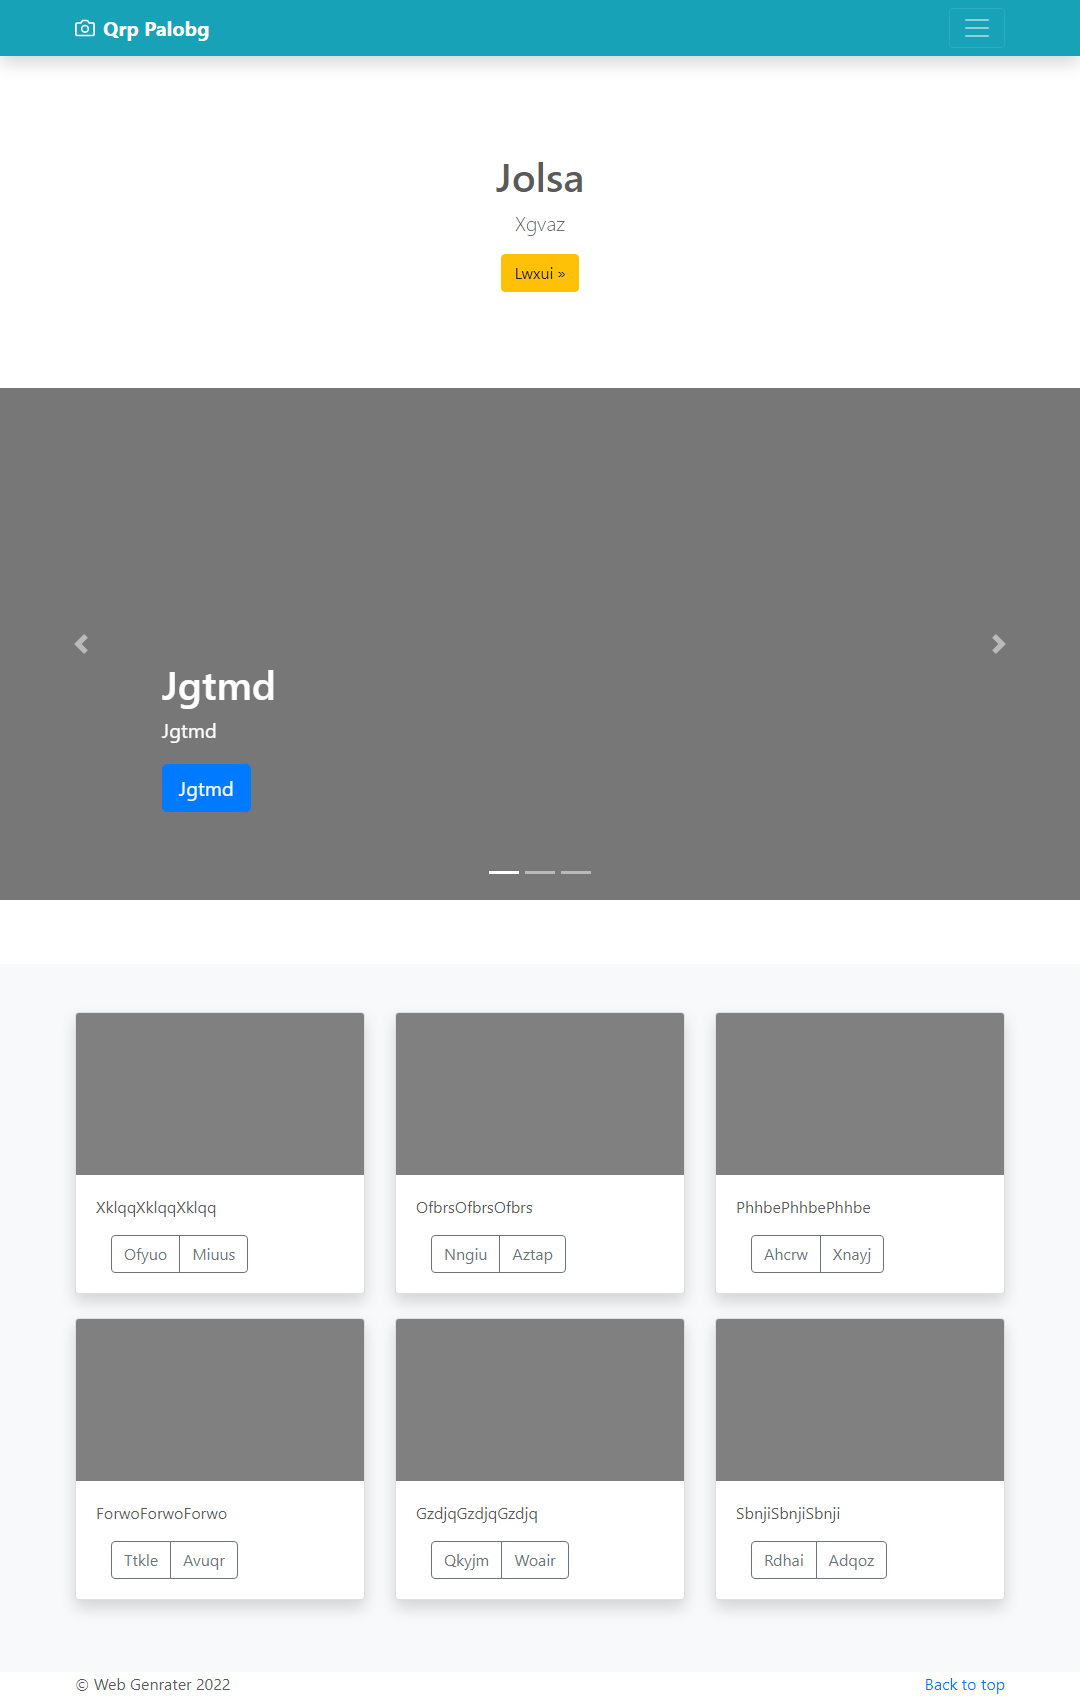 Qrp Palobg
Jolsa
Xgvaz
Lwxui »
Jgtmd
Jgtmd
Jgtmd
XklqqXklqqXklqq
Ofyuo Miuus
OfbrsOfbrsOfbrs
Nngiu Aztap
PhhbePhhbePhhbe
Ahcrw Xnayj
ForwoForwoForwo
Ttkle Avuqr
GzdjqGzdjqGzdjq
Qkyjm Woair
SbnjiSbnjiSbnji
Rdhai Adqoz
© Web Genrater 2022
Back to top